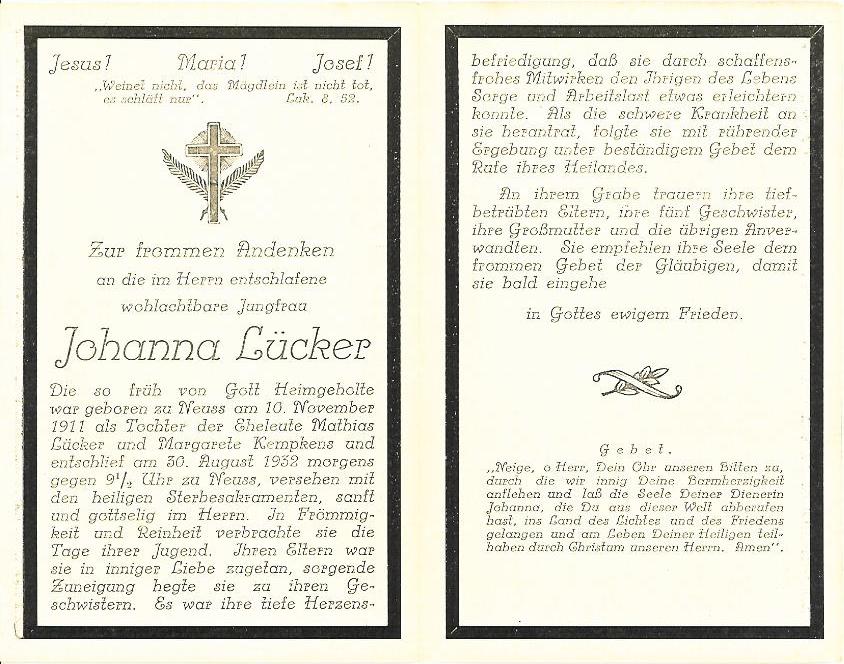 Jesus! Maria! Josef!
„Weinet nicht, das Mägdlein ist nicht tot,
es schläft nur“. Luk. 8. 52.
Zur frommen Andenken
an die im Herrn entschlafene
wohlachtbare Jungfrau
Johanna Lücker
Die so früh von Gott Heimgeholte
war geboren zu Neuss am 10. November
1911 als Tochter der Eheleute Mathias
Lücker und Margarete Kempkens und
entschlief am 30. August 1932 morgens
gegen 9½ Uhr zu Neuss, versehen mit
den heiligen Sterbesakramenten, sanft
und gottselig im Herrn. In Frömmig-
keit und Reinheit verbrachte sie die
Tage ihrer Jugend. Ihren Eltern war
sie in inniger Liebe zugetan, sorgende
Zuneigung hegte sie zu ihren Ge-
schwistern. Es war ihre tiefe Herzens-
befriedigung, daß sie durch schaffens-
frohes Mitwirken den Ihrigen des Lebens
Sorge und Arbeitslast etwas erleichtern
konnte. Als die schwere Krankheit an
sie herantrat, folgte sie mit rührender
Ergebung unter beständigem Gebet dem
Rufe ihres Heilandes.
An ihrem Grabe trauern ihre tief-
betrübten Eltern, ihre fünf Geschwister,
ihre Großmutter und die übrigen Anver-
wandten. Sie empfehlen ihre Seele dem
frommen Gebet der Gläubigen, damit
sie bald eingehe
in Gottes ewigem Frieden.
Gebet.
„Neige, o Herr, Dein Ohr unseren Bitten zu,
durch die wir innig Deine Barmherzigkeit
anflehen und laß die Seele Deiner Dienerin
Johanna, die Du aus dieser Welt abberufen
hast, ins Land des Lichtes und des Friedens
gelangen und am Leben Deiner Heiligen teil-
haben durch Christum unseren Herrn. Amen“.